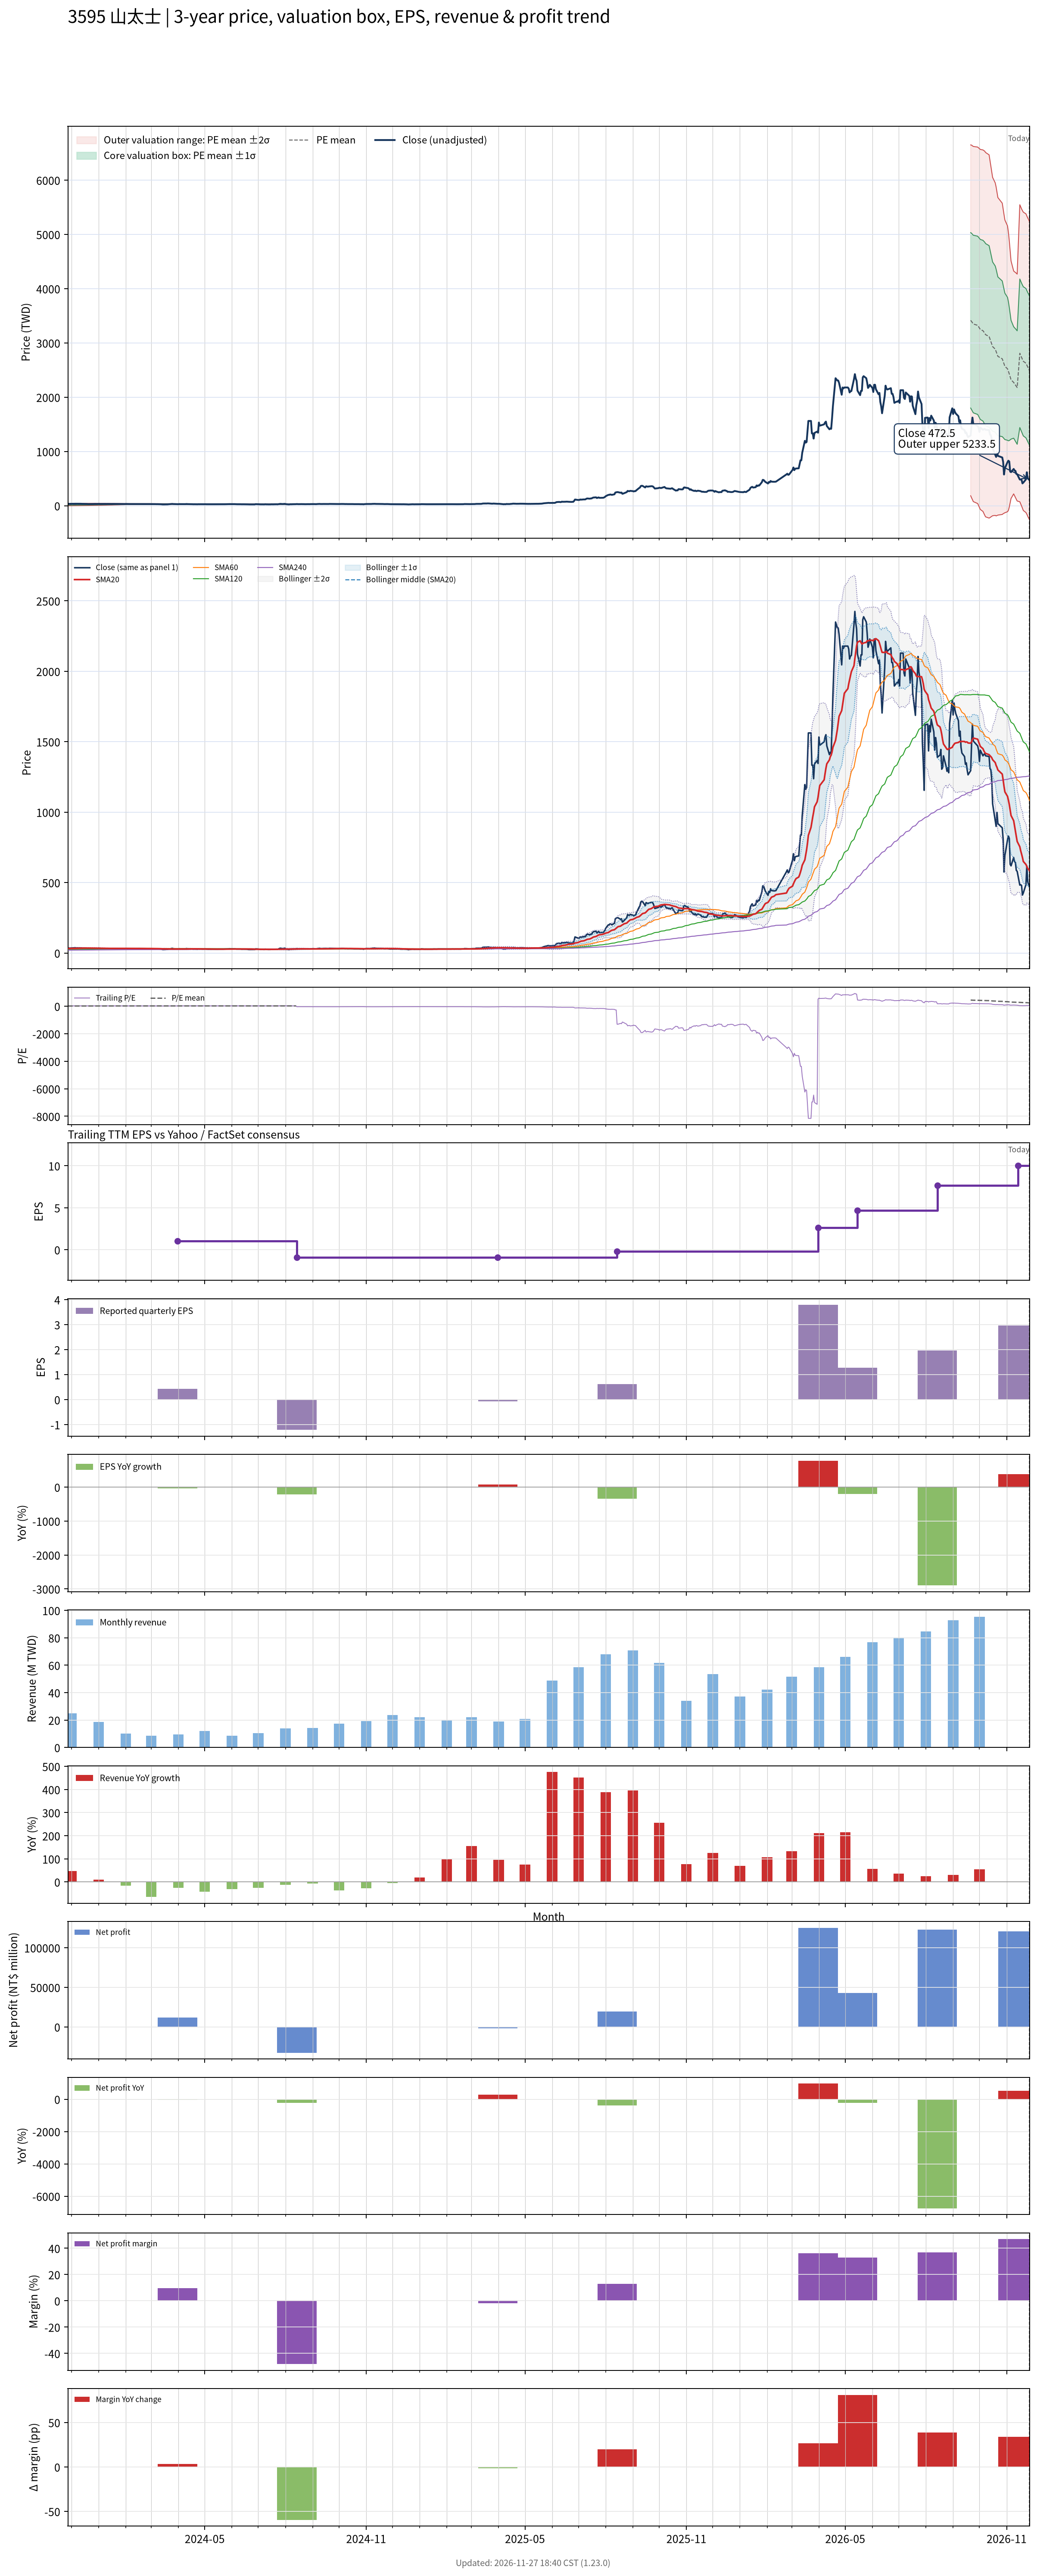 3595 山太士 | 3-year price, valuation box, EPS, revenue & profit trend
Outer valuation range: PE mean ±2σ
PE mean
Close (unadjusted)
Core valuation box: PE mean ±1σ
Today
6000
5000
4000
3000
2000
1000
0
Price (TWD)
Close 472.5
Outer upper 5233.5
Close (same as panel 1)
SMA60
SMA240
Bollinger ±1σ
SMA20
SMA120
Bollinger ±2σ
Bollinger middle (SMA20)
2500
2000
1500
1000
500
0
Price
Trailing P/E
P/E mean
0
-2000
-4000
-6000
-8000
P/E
Trailing TTM EPS vs Yahoo / FactSet consensus
Today
10
5
0
EPS
Reported quarterly EPS
4
3
2
1
0
-1
EPS
EPS YoY growth
0
-1000
-2000
-3000
YoY (%)
Monthly revenue
100
80
60
40
20
0
Revenue (M TWD)
Revenue YoY growth
500
400
300
200
100
0
YoY (%)
Month
Net profit
100000
50000
0
Net profit (NT$ million)
Net profit YoY
0
-2000
-4000
-6000
YoY (%)
Net profit margin
40
20
0
-20
-40
Margin (%)
Margin YoY change
50
0
-50
Δ margin (pp)
2024-05
2024-11
2025-05
2025-11
2026-05
2026-11
Updated: 2026-11-27 18:40 CST (1.23.0)